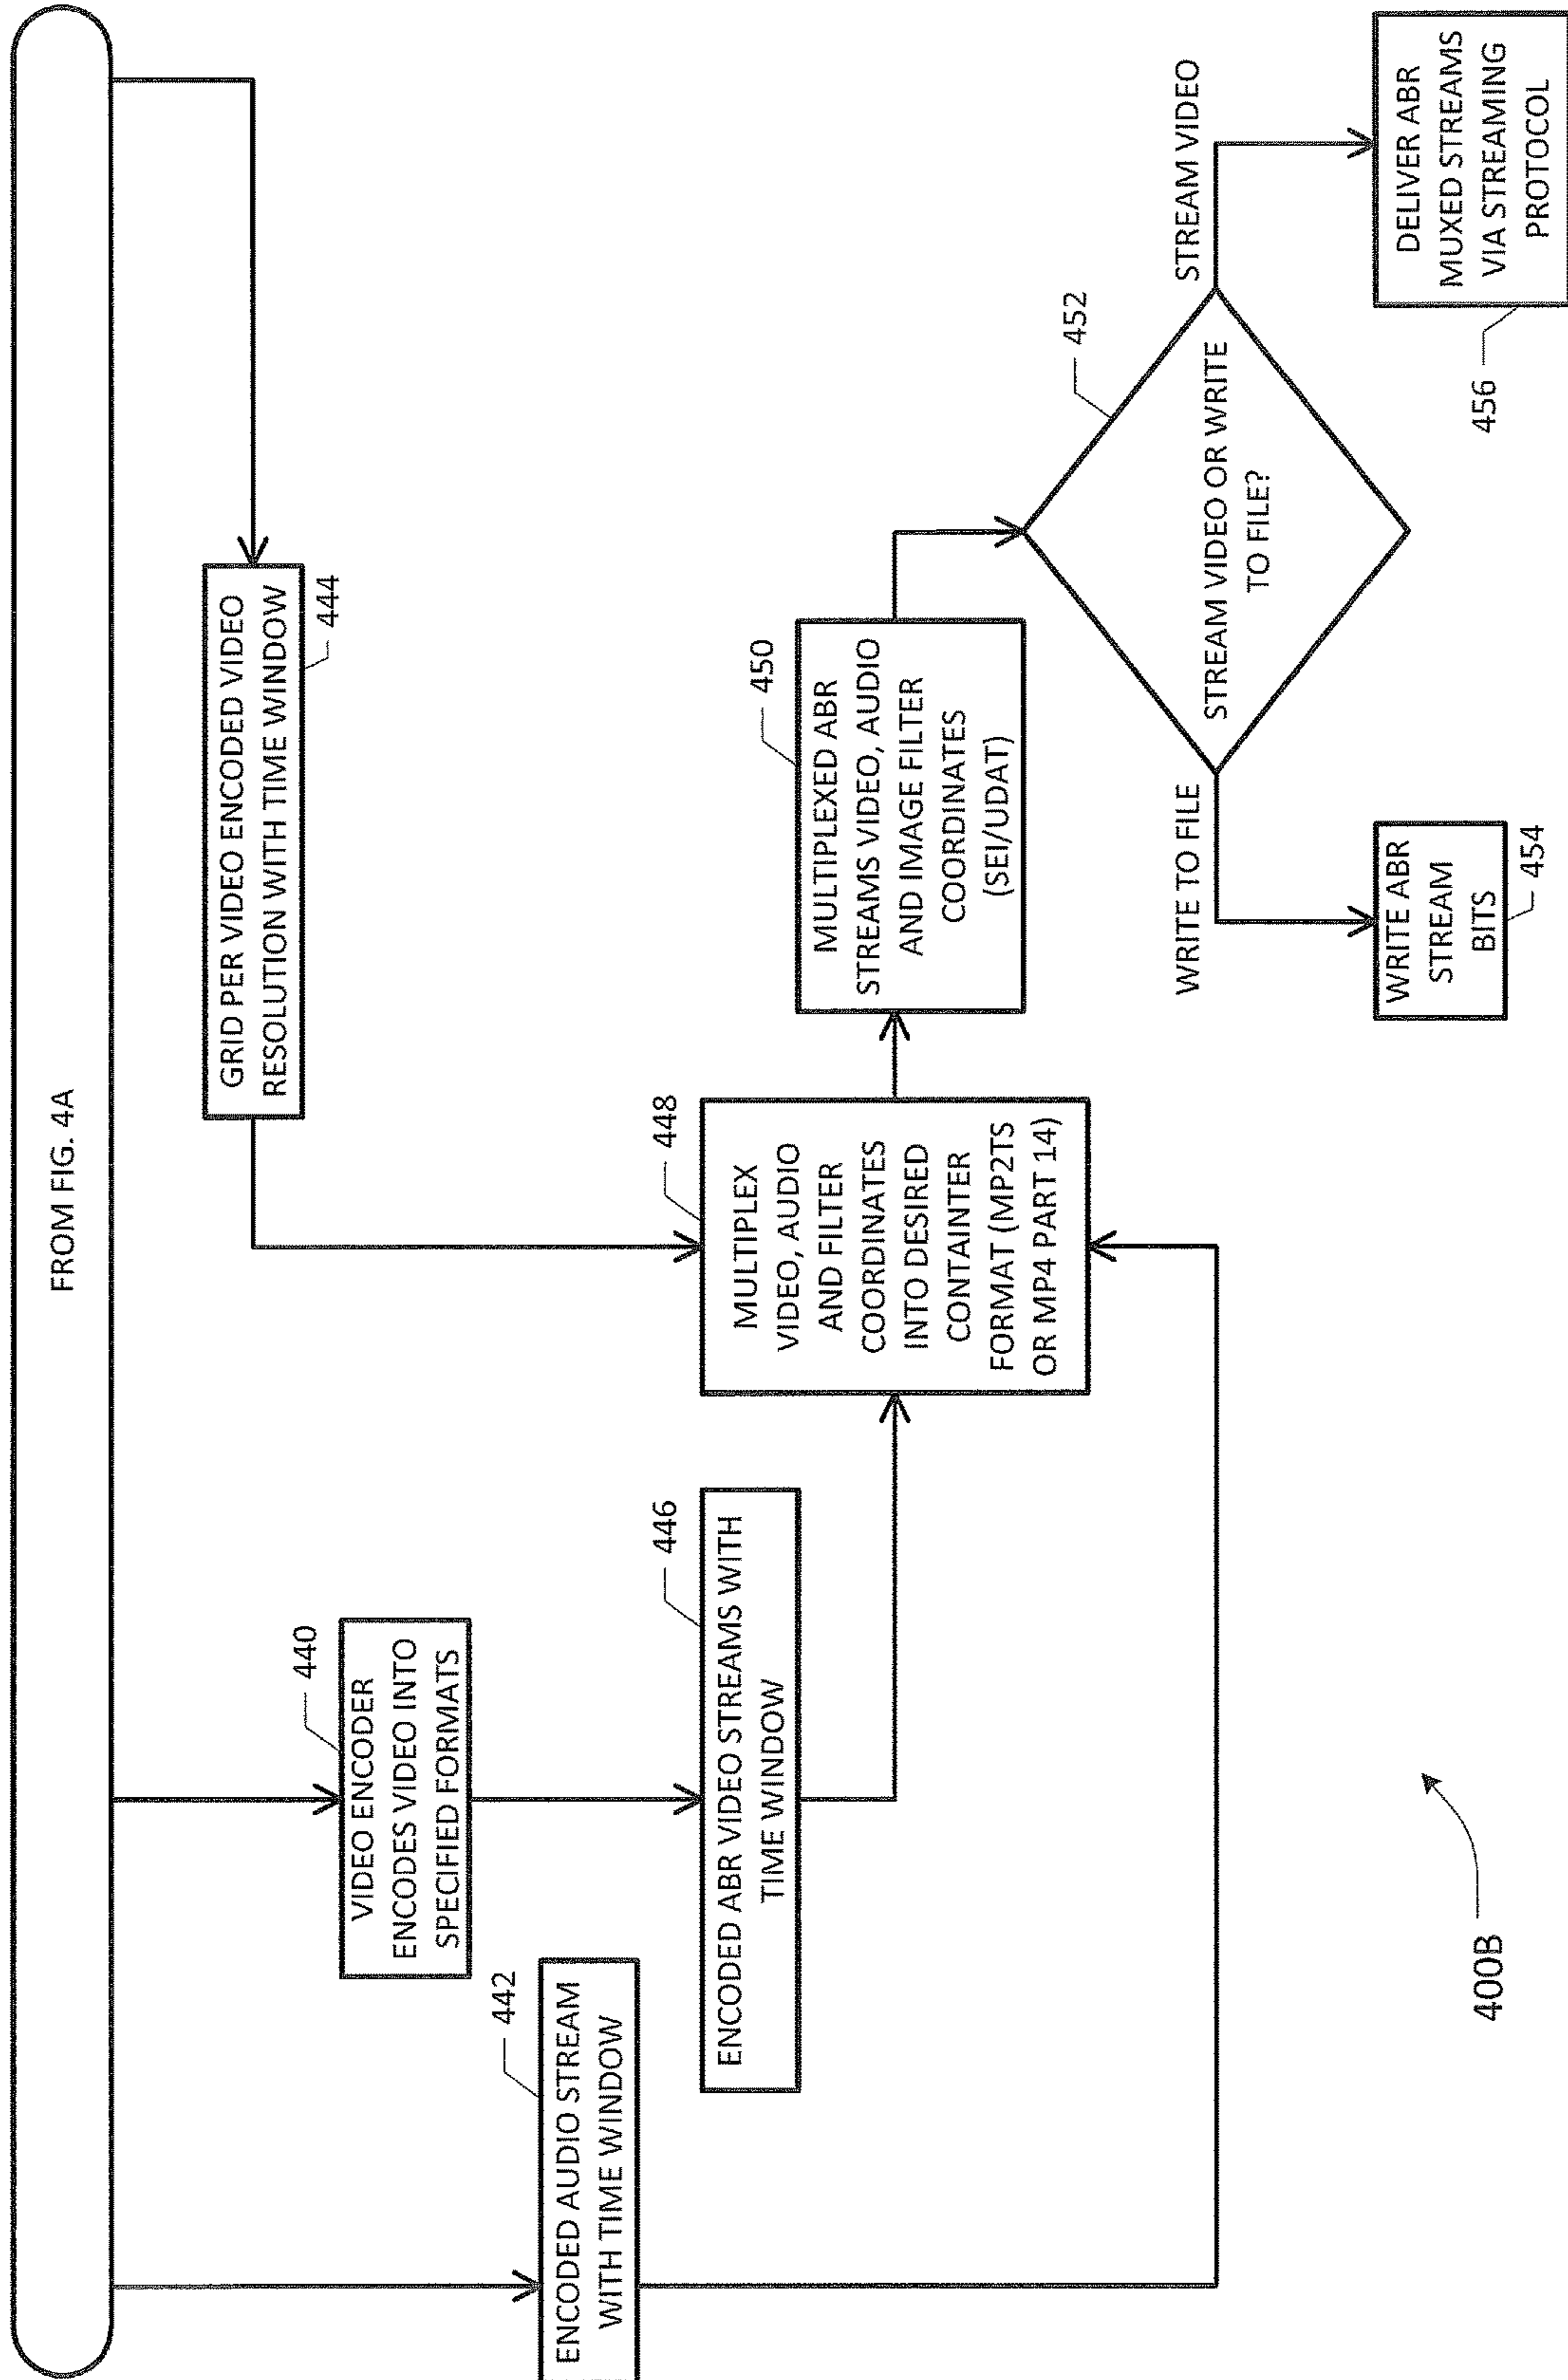 FROM FIG. 4A
442
ENCODED AUDIO STREAM
WITH TIME WINDOW
440
VIDEO ENCODER
ENCODES VIDEO INTO
SPECIFIED FORMATS
446
ENCODED ABR VIDEO STREAMS WITH
TIME WINDOW
444
GRID PER VIDEO ENCODED VIDEO
RESOLUTION WITH TIME WINDOW
448
MULTIPLEX
VIDEO, AUDIO
AND FILTER
COORDINATES
INTO DESIRED
CONTAINTER
FORMAT (MP2TS
OR MP4 PART 14)
450
MULTIPLEXED ABR
STREAMS VIDEO, AUDIO
AND IMAGE FILTER
COORDINATES
(SEI/UDAT)
452
STREAM VIDEO OR WRITE
TO FILE?
WRITE TO FILE
STREAM VIDEO
WRITE ABR
STREAM
BITS
454
DELIVER ABR
MUXED STREAMS
VIA STREAMING
PROTOCOL
456
400B